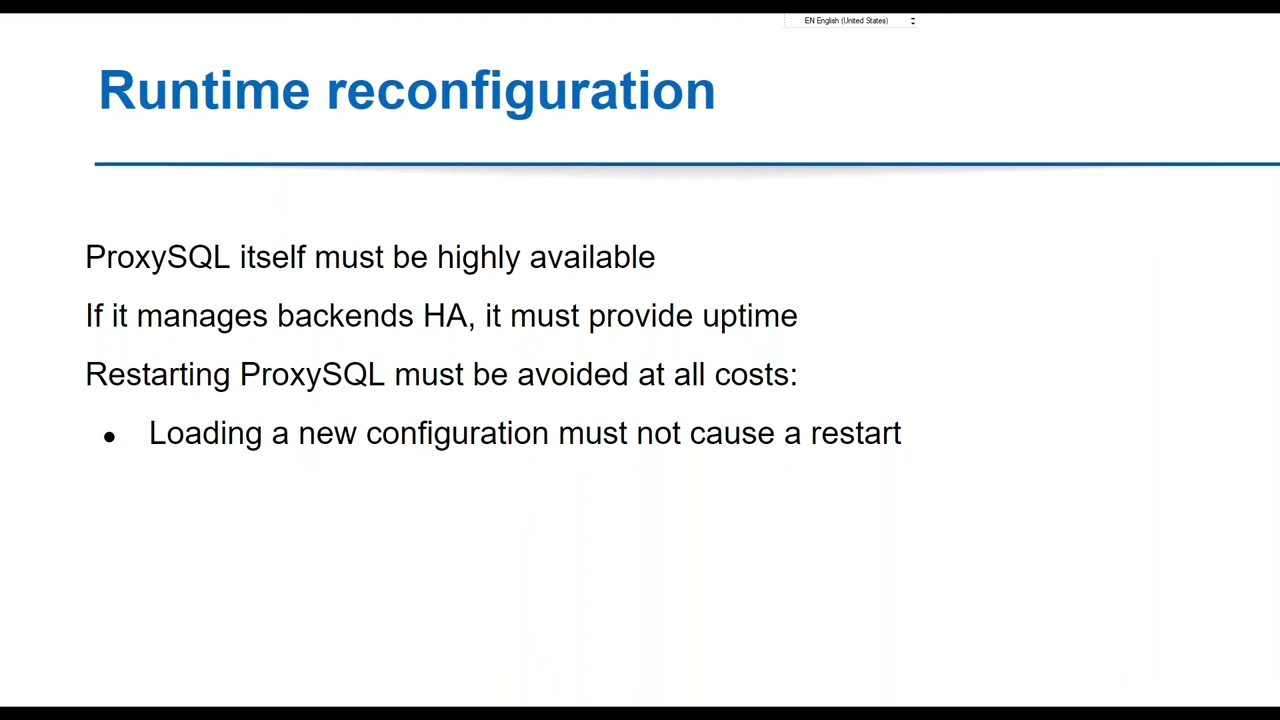 EN English (United States)
Runtime reconfiguration
ProxySQL itself must be highly available
If it manages backends HA, it must provide uptime
Restarting ProxySQL must be avoided at all costs:
● Loading a new configuration must not cause a restart